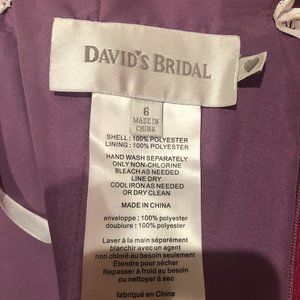 DAVID'S BRIDAL
6
MADE IN
CHINA
SHELL : 100% POLYESTER
LINING : 100% POLYESTER
HAND WASH SEPARATELY
ONLY NON-CHLORINE
BLEACH AS NEEDED
LINE DRY
COOL IRON AS NEEDED
OR DRY CLEAN
MADE IN CHINA
enveloppe : 100% polyester
doublure : 100% polyester
Laver à la main séparément
blanchir avec un agent
non chloré au besoin seulement
Étendre pour sécher
Repasser à froid au besoin
ou nettoyer à sec
fabriqué en Chine